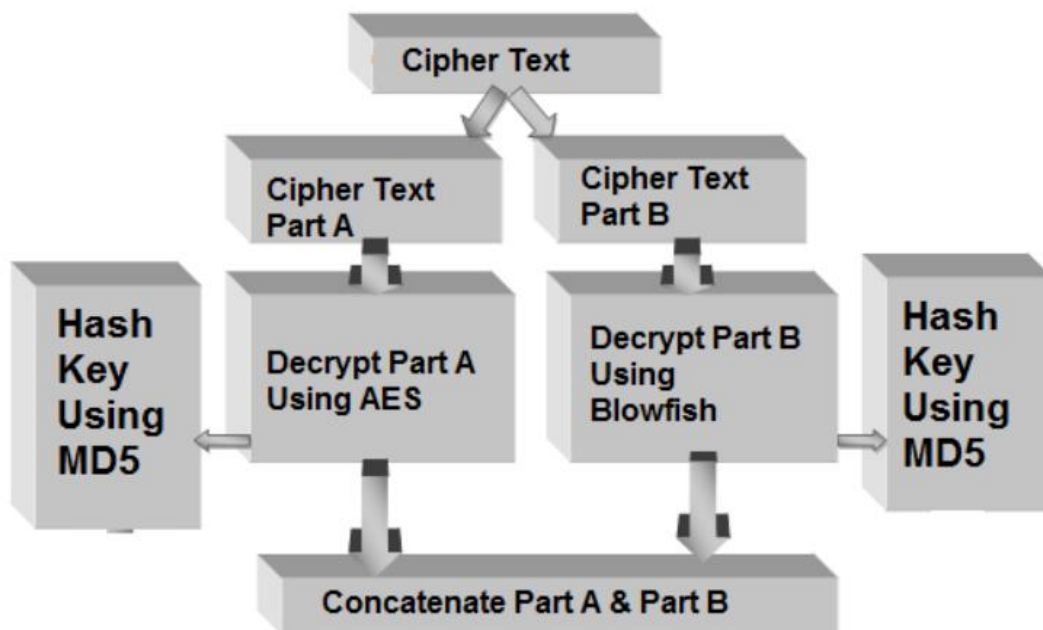 Cipher Text
Cipher Text
Part A
Cipher Text
Part B
Hash
Key
Using
MD5
Decrypt Part A
Using AES
Decrypt Part B
Using
Blowfish
Hash
Key
Using
MD5
Concatenate Part A & Part B